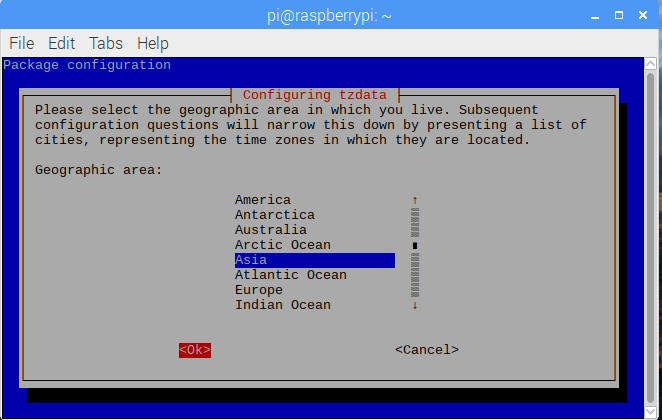 pi@raspberrypi: ~
File Edit Tabs Help
Package configuration
Configuring tzdata
Please select the geographic area in which you live. Subsequent
configuration questions will narrow this down by presenting a list of
cities, representing the time zones in which they are located.
Geographic area:
America
Antarctica
Australia
Arctic Ocean
Asia
Atlantic Ocean
Europe
Indian Ocean
<Ok> <Cancel>